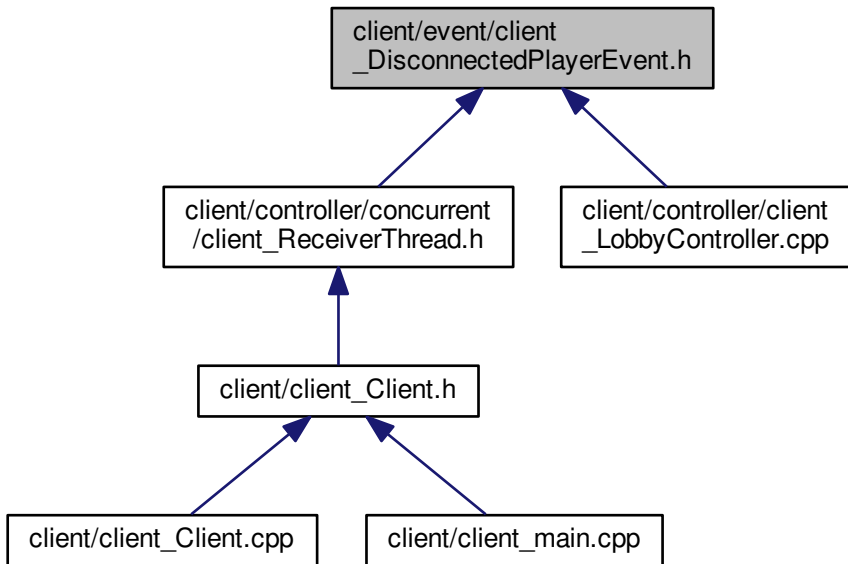 client/event/client
_DisconnectedPlayerEvent.h
client/controller/concurrent
/client_ReceiverThread.h
client/controller/client
_LobbyController.cpp
client/client_Client.h
client/client_Client.cpp
client/client_main.cpp